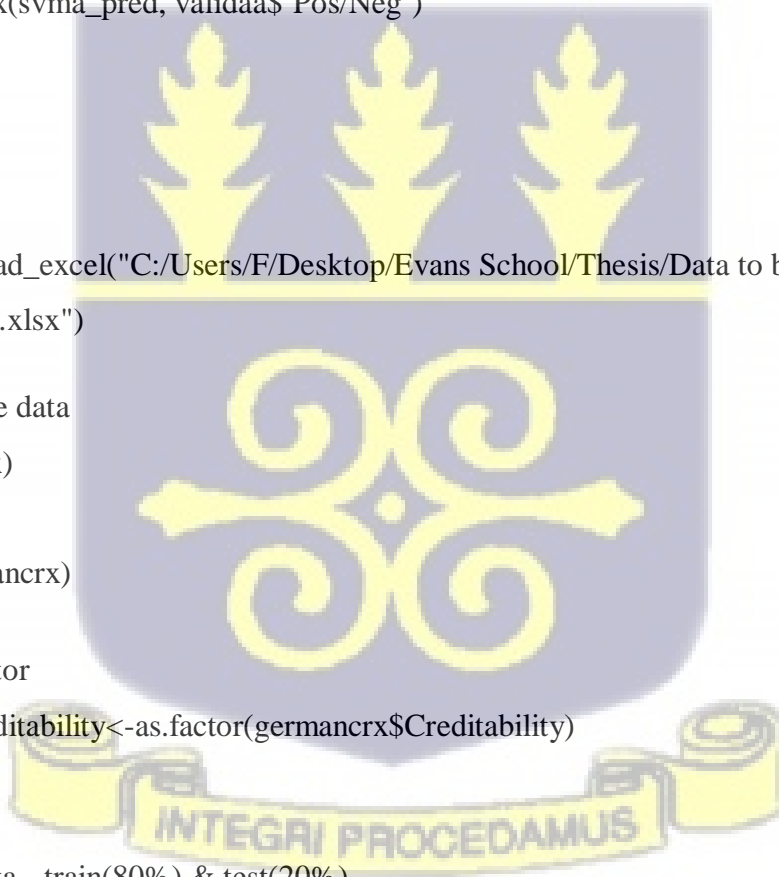 (svma_pred, validaa$`Pos/Neg`)
ad_excel("C:/Users/F/Desktop/Evans School/Thesis/Data to b
.xlsx")
e data
)
ancrx)
tor
ditability<-as.factor(germancrx$Creditability)
INTEGRI PROCEDAMUS
train(80%) & test(20%)